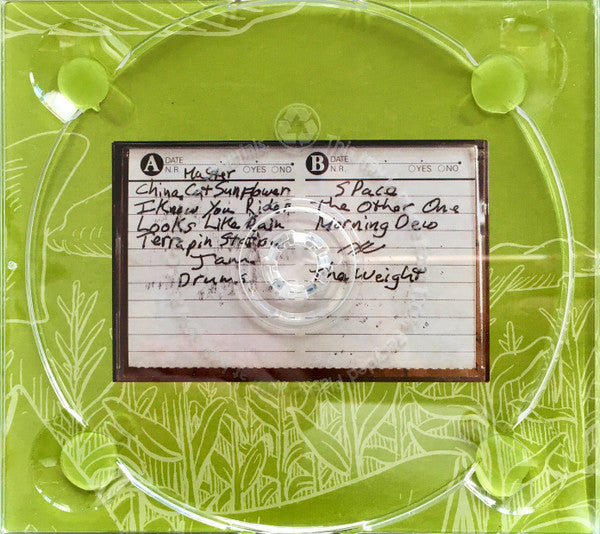 A DATE
N.R. YES NO
Master
China Cat Sunflower
I Know You Rider
Looks Like Rain
Terrapin Station
Jam
Drums
B DATE
N.R. YES NO
SPace
The Other One
Morning Dew
The Weight